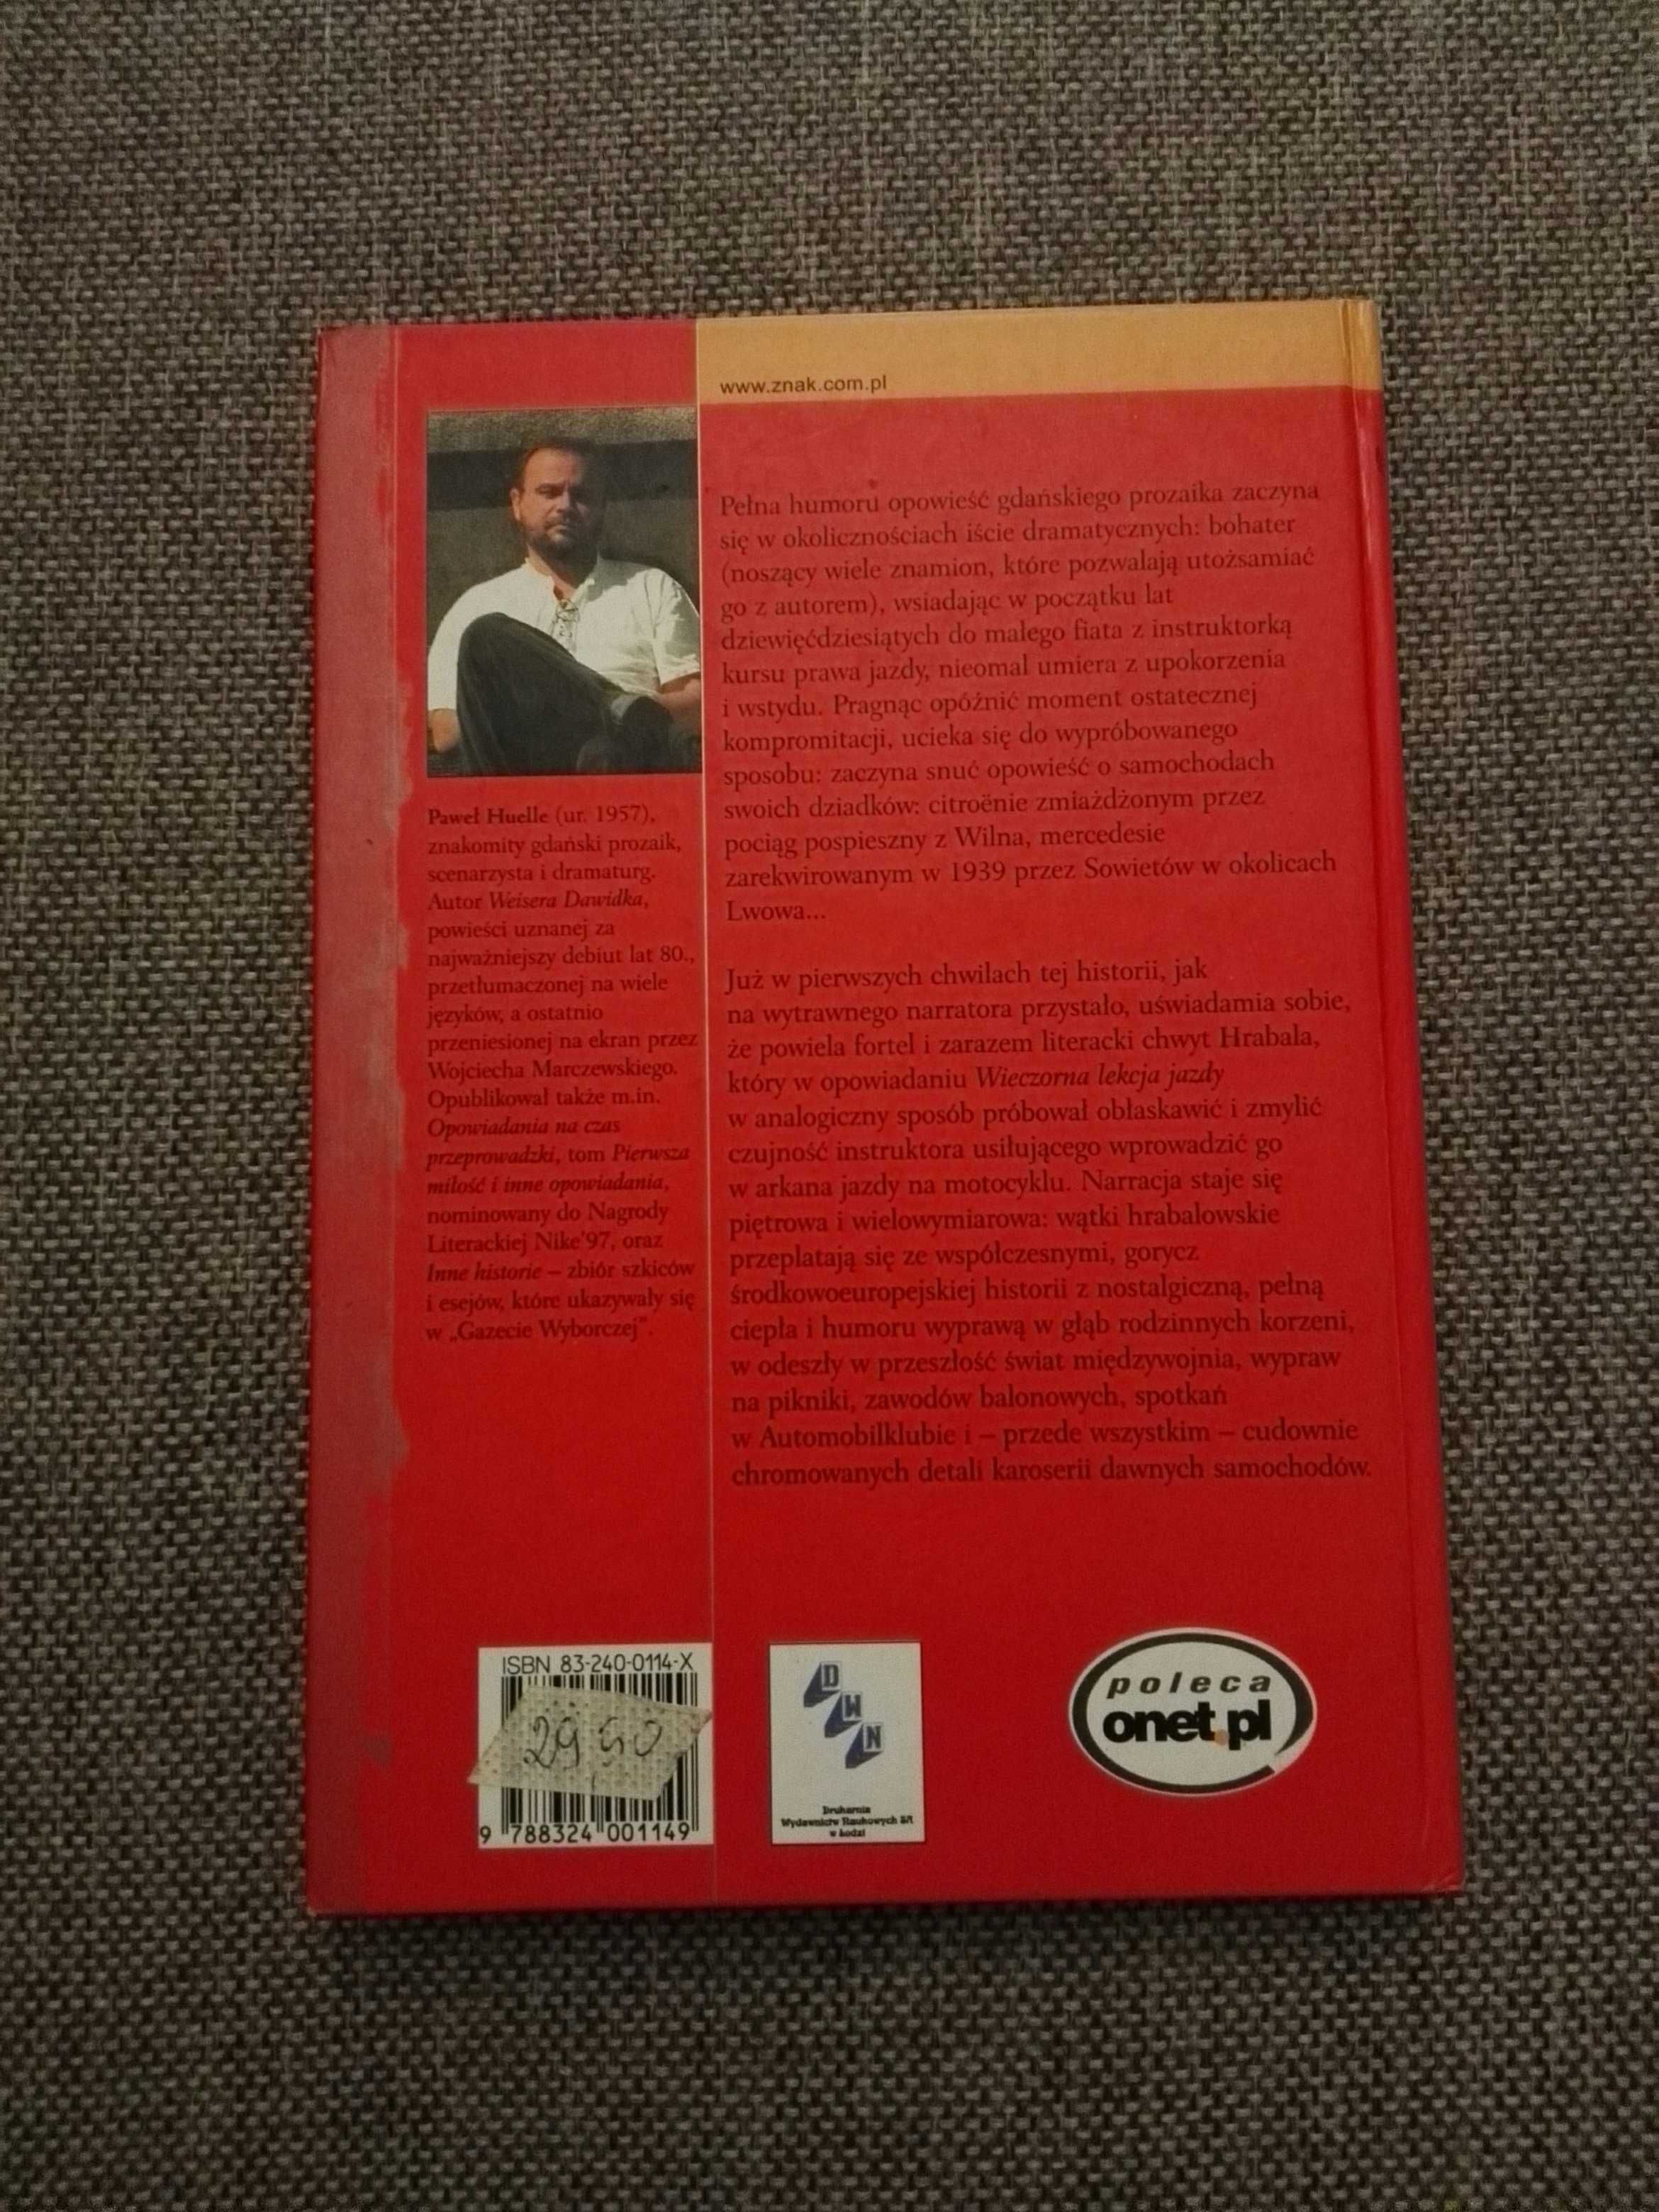 www.znak.com.pl
Pełna humoru opowieść gdańskiego prozaika zaczyna
się w okolicznościach iście dramatycznych: bohater
(noszący wiele znamion, które pozwalają utożsamiać
go z autorem), wsiadając w początku lat
dziewięćdziesiątych do małego fiata z instruktorką
kursu prawa jazdy, nieomal umiera z upokorzenia
i wstydu. Pragnąc opóźnić moment ostatecznej
kompromitacji, ucieka się do wypróbowanego
sposobu: zaczyna snuć opowieść o samochodach
swoich dziadków: citroënie zmiażdżonym przez
pociąg pospieszny z Wilna, mercedesie
zarekwirowanym w 1939 przez Sowietów w okolicach
Lwowa...
Już w pierwszych chwilach tej historii, jak
na wytrawnego narratora przystało, uświadamia sobie,
że powiela fortel i zarazem literacki chwyt Hrabala,
który w opowiadaniu Wieczorna lekcja jazdy
w analogiczny sposób próbował obłaskawić i zmylić
czujność instruktora usiłującego wprowadzić go
w arkana jazdy na motocyklu. Narracja staje się
piętrowa i wielowymiarowa: wątki hrabalowskie
przeplatają się ze współczesnymi, gorycz
środkowoeuropejskiej historii z nostalgiczną, pełną
ciepła i humoru wyprawą w głąb rodzinnych korzeni,
w odeszły w przeszłość świat międzywojnia, wypraw
na pikniki, zawodów balonowych, spotkań
w Automobilklubie i – przede wszystkim – cudownie
chromowanych detali karoserii dawnych samochodów.
Paweł Huelle (ur. 1957),
znakomity gdański prozaik,
scenarzysta i dramaturg.
Autor Weisera Dawidka,
powieści uznanej za
najważniejszy debiut lat 80.,
przetłumaczonej na wiele
języków, a ostatnio
przeniesionej na ekran przez
Wojciecha Marczewskiego.
Opublikował także m.in.
Opowiadania na czas
przeprowadzki, tom Pierwsza
miłość i inne opowiadania,
nominowany do Nagrody
Literackiej Nike'97, oraz
Inne historie – zbiór szkiców
i esejów, które ukazywały się
w „Gazecie Wyborczej”.
ISBN 83-240-0114-X
29,50
9 788324 001149
D
W
N
Drukarnia
Wydawnictw Naukowych SA
w Łodzi
poleca
onet.pl